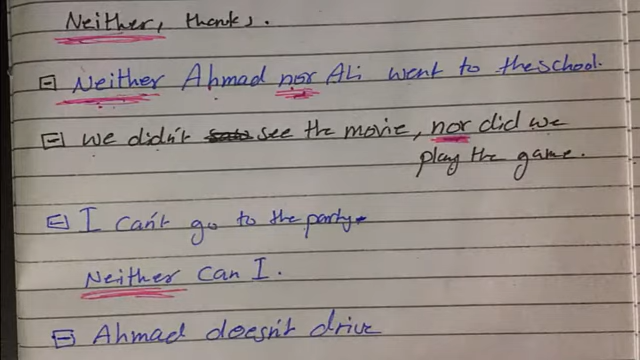 Neither, thanks.
Neither Ahmad nor Ali went to the school.
we didn't see the movie, nor did we
play the game.
I can't go to the party.
Neither can I.
Ahmad doesn't drive